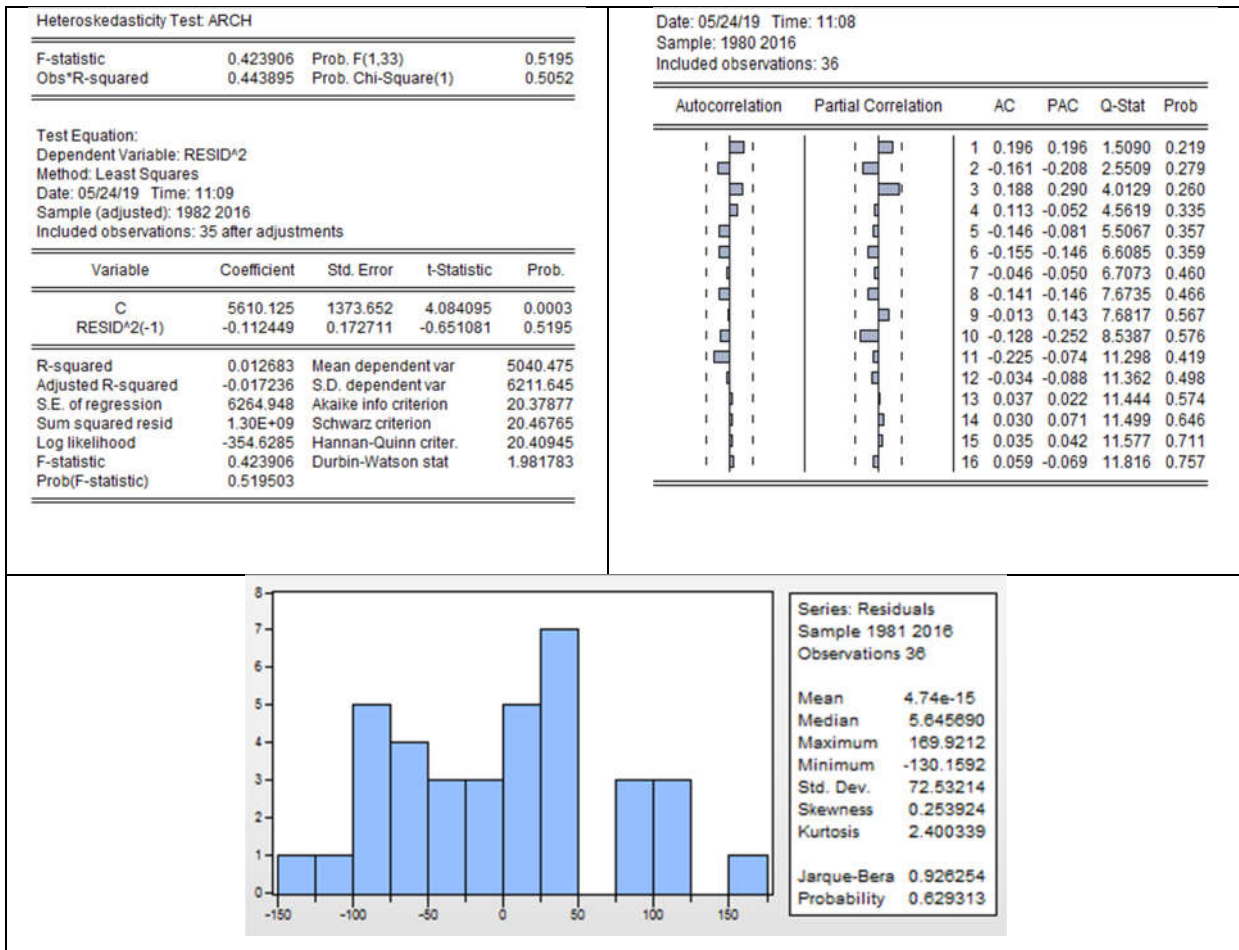 Heteroskedasticity Test: ARCH
F-statistic 0.423906 Prob. F(1,33) 0.5195
Obs*R-squared 0.443895 Prob. Chi-Square(1) 0.5052
Test Equation:
Dependent Variable: RESID^2
Method: Least Squares
Date: 05/24/19 Time: 11:09
Sample (adjusted): 1982 2016
Included observations: 35 after adjustments
Variable Coefficient Std. Error t-Statistic Prob.
C 5610.125 1373.652 4.084095 0.0003
RESID^2(-1) -0.112449 0.172711 -0.651081 0.5195
R-squared 0.012683 Mean dependent var 5040.475
Adjusted R-squared -0.017236 S.D. dependent var 6211.645
S.E. of regression 6264.948 Akaike info criterion 20.37877
Sum squared resid 1.30E+09 Schwarz criterion 20.46765
Log likelihood -354.6285 Hannan-Quinn criter. 20.40945
F-statistic 0.423906 Durbin-Watson stat 1.981783
Prob(F-statistic) 0.519503
Date: 05/24/19 Time: 11:08
Sample: 1980 2016
Included observations: 36
Autocorrelation Partial Correlation AC PAC Q-Stat Prob
1 0.196 0.196 1.5090 0.219
2 -0.161 -0.208 2.5509 0.279
3 0.188 0.290 4.0129 0.260
4 0.113 -0.052 4.5619 0.335
5 -0.146 -0.081 5.5067 0.357
6 -0.155 -0.146 6.6085 0.359
7 -0.046 -0.050 6.7073 0.460
8 -0.141 -0.146 7.6735 0.466
9 -0.013 0.143 7.6817 0.567
10 -0.128 -0.252 8.5387 0.576
11 -0.225 -0.074 11.298 0.419
12 -0.034 -0.088 11.362 0.498
13 0.037 0.022 11.444 0.574
14 0.030 0.071 11.499 0.646
15 0.035 0.042 11.577 0.711
16 0.059 -0.069 11.816 0.757
8
7
6
5
4
3
2
1
0
-150 -100 -50 0 50 100 150
Series: Residuals
Sample 1981 2016
Observations 36
Mean 4.74e-15
Median 5.645690
Maximum 169.9212
Minimum -130.1592
Std. Dev. 72.53214
Skewness 0.253924
Kurtosis 2.400339
Jarque-Bera 0.926254
Probability 0.629313